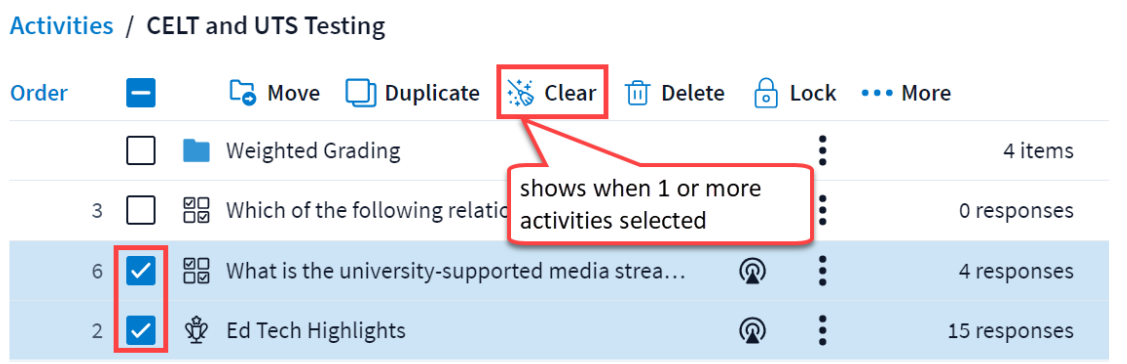 Activities / CELT and UTS Testing
Order Move Duplicate Clear Delete Lock More
Weighted Grading 4 items
shows when 1 or more
activities selected
3 Which of the following relatio 0 responses
6 What is the university-supported media strea... 4 responses
2 Ed Tech Highlights 15 responses